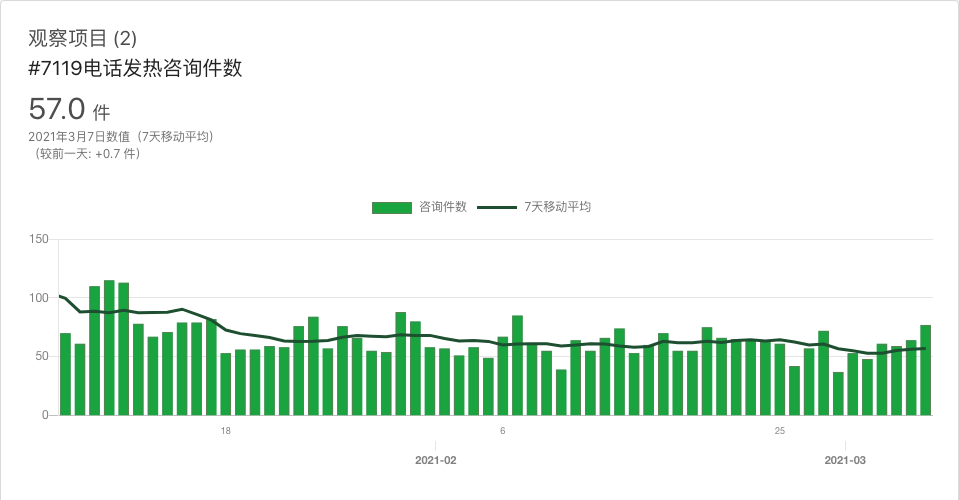 观察项目 (2)
#7119电话发热咨询件数
57.0 件
2021年3月7日数值（7天移动平均）
（较前一天: +0.7 件）
咨询件数 7天移动平均
150
100
50
0
18 6 25
2021-02 2021-03